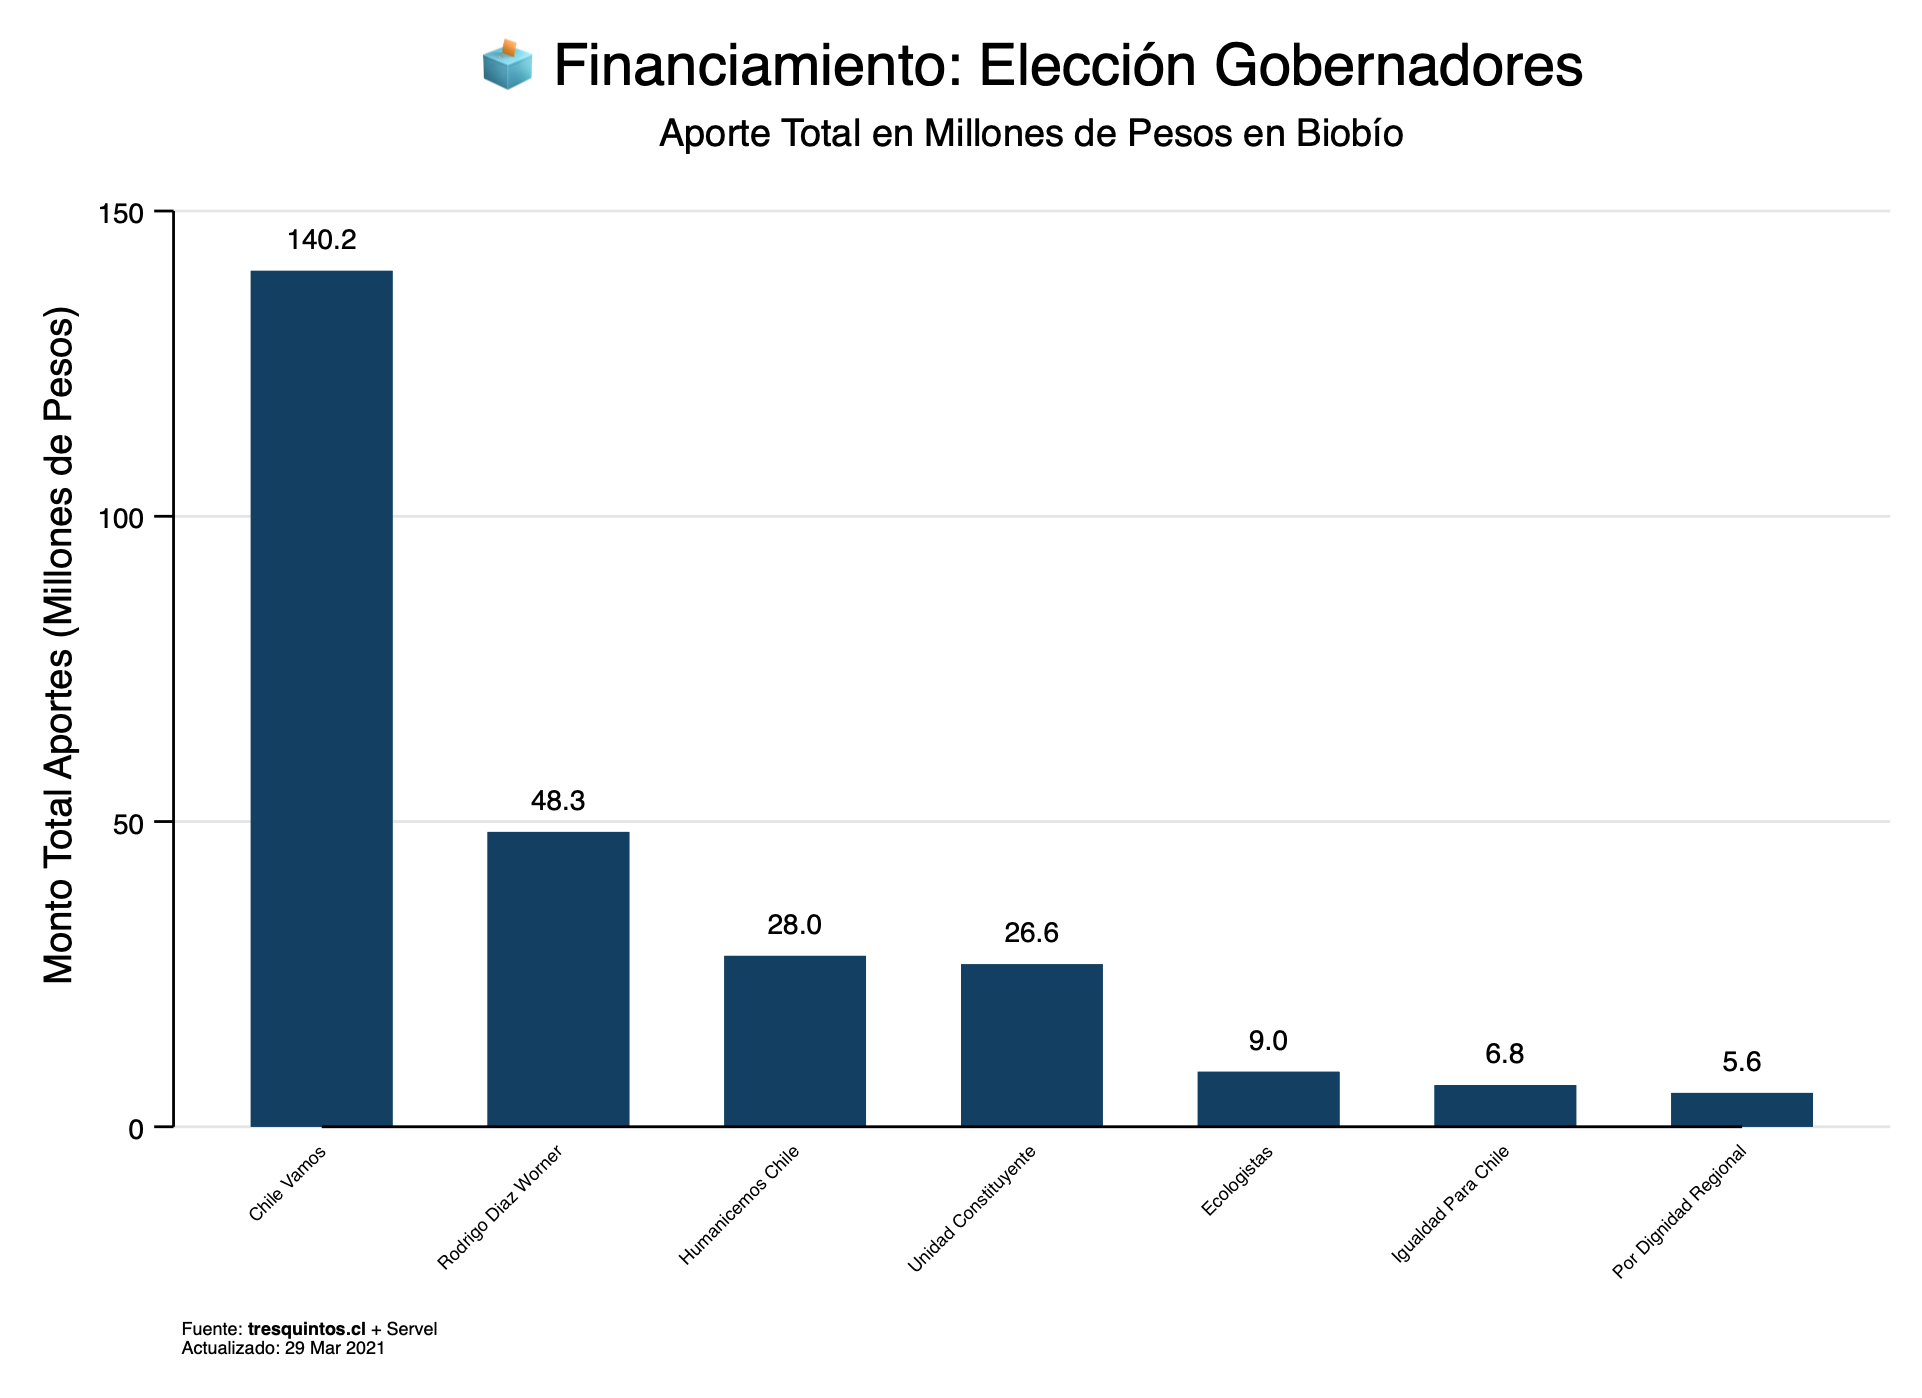 Financiamiento: Elección Gobernadores
Aporte Total en Millones de Pesos en Biobío
Monto Total Aportes (Millones de Pesos)
150
100
50
0
140.2
48.3
28.0
26.6
9.0
6.8
5.6
Chile Vamos
Rodrigo Diaz Worner
Humanicemos Chile
Unidad Constituyente
Ecologistas
Igualdad Para Chile
Por Dignidad Regional
Fuente: tresquintos.cl + Servel
Actualizado: 29 Mar 2021